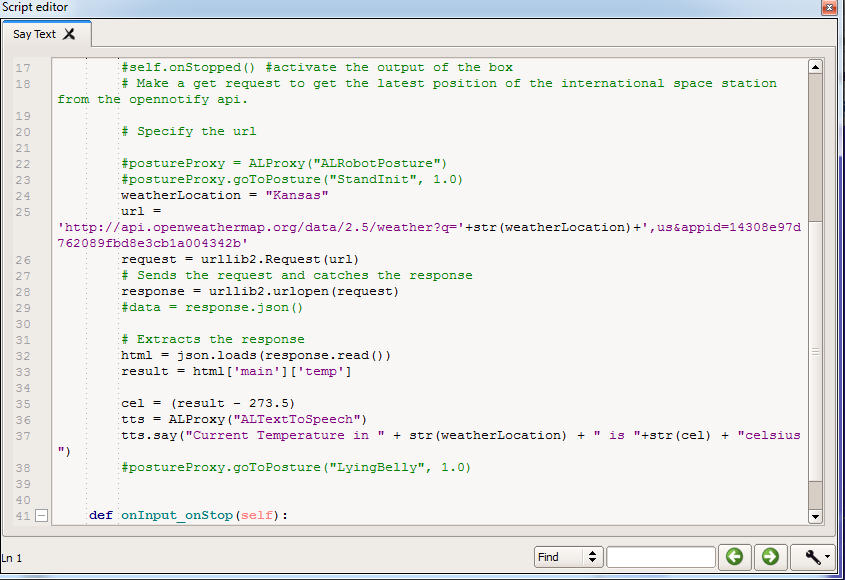 Script editor
Say Text
17 #self.onStopped() #activate the output of the box
18 # Make a get request to get the latest position of the international space station
from the opennotify api.
19
20 # Specify the url
21
22 #postureProxy = ALProxy("ALRobotPosture")
23 #postureProxy.goToPosture("StandInit", 1.0)
24 weatherLocation = "Kansas"
25 url =
'http://api.openweathermap.org/data/2.5/weather?q='+str(weatherLocation)+',us&appid=14308e97d
762089fbd8e3cb1a004342b'
26 request = urllib2.Request(url)
27 # Sends the request and catches the response
28 response = urllib2.urlopen(request)
29 #data = response.json()
30
31 # Extracts the response
32 html = json.loads(response.read())
33 result = html['main']['temp']
34
35 cel = (result - 273.5)
36 tts = ALProxy("ALTextToSpeech")
37 tts.say("Current Temperature in " + str(weatherLocation) + " is "+str(cel) + "celsius
")
38 #postureProxy.goToPosture("LyingBelly", 1.0)
39
40
41 def onInput_onStop(self):
Ln 1
Find